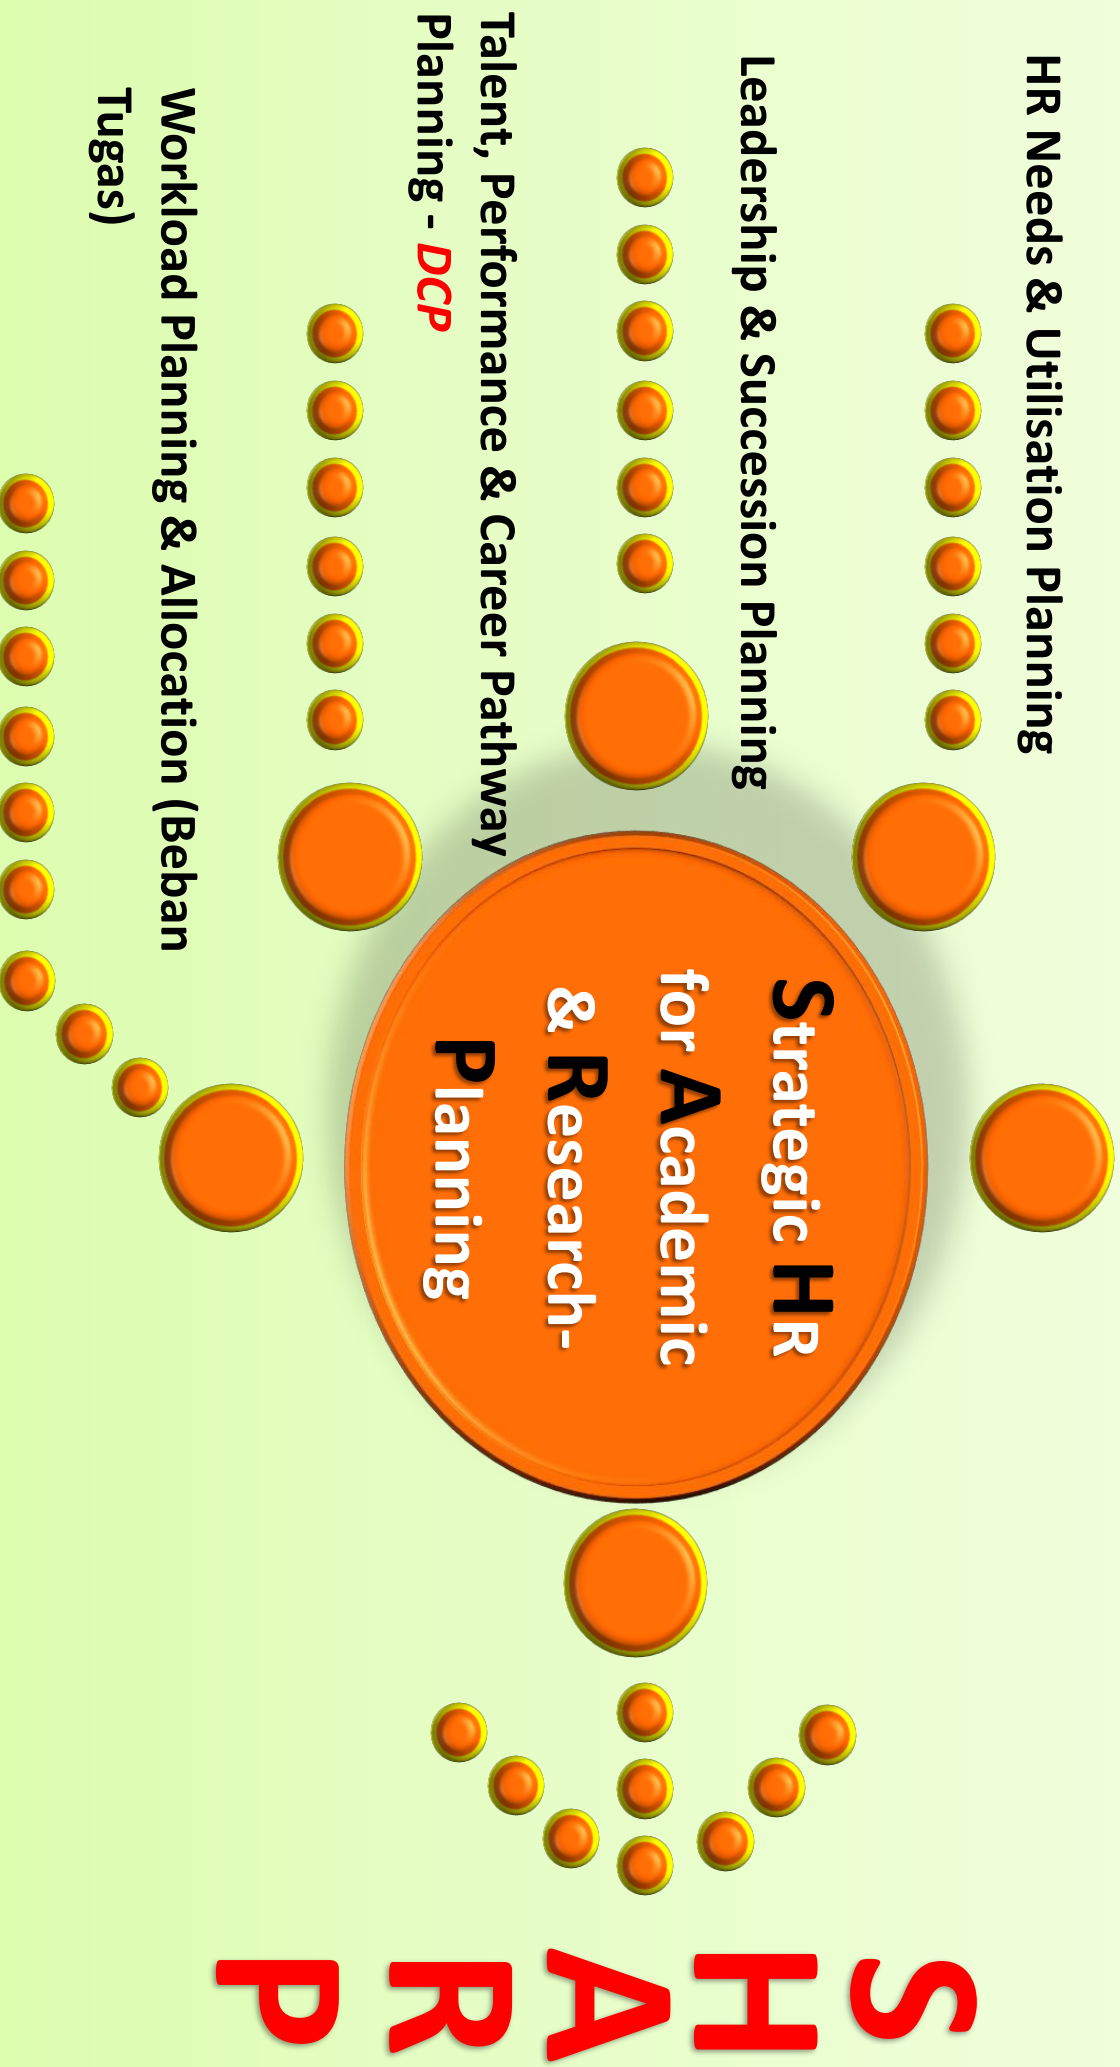 HR Needs & Utilisation Planning
Leadership & Succession Planning
Talent, Performance & Career Pathway
Planning - DCP
Workload Planning & Allocation (Beban
Tugas)
Strategic HR
for Academic
& Research-
Planning
S
H
A
R
P